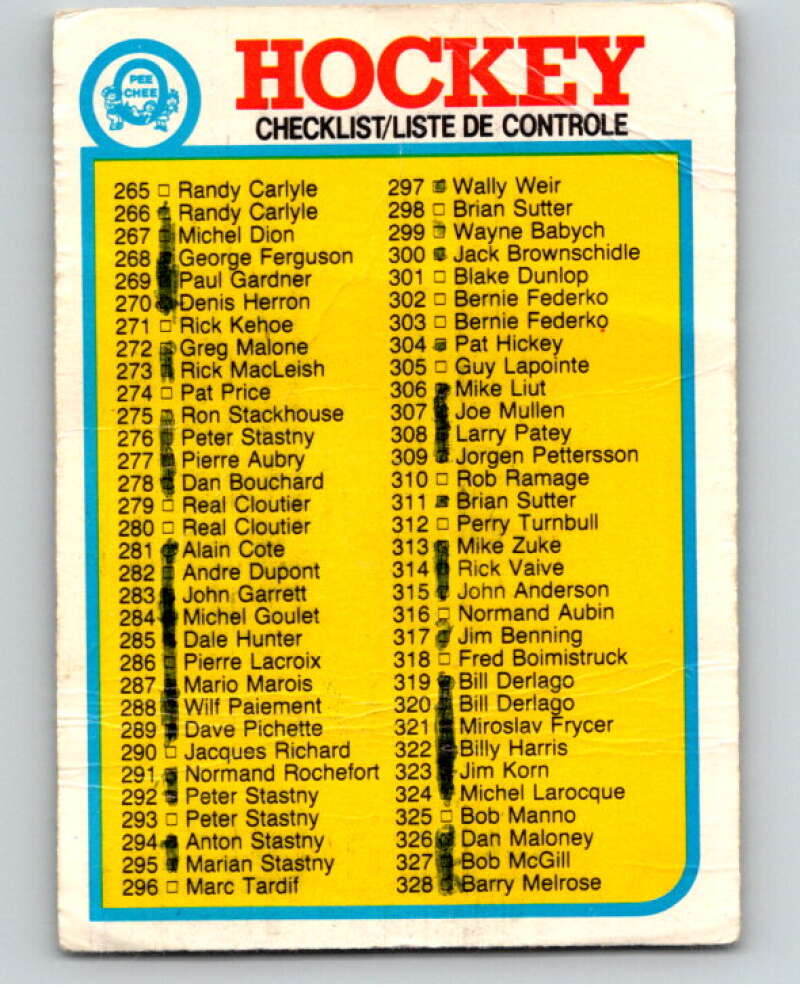 O
PEE
CHEE
HOCKEY
CHECKLIST/LISTE DE CONTROLE
265 Randy Carlyle
266 Randy Carlyle
267 Michel Dion
268 George Ferguson
269 Paul Gardner
270 Denis Herron
271 Rick Kehoe
272 Greg Malone
273 Rick MacLeish
274 Pat Price
275 Ron Stackhouse
276 Peter Stastny
277 Pierre Aubry
278 Dan Bouchard
279 Real Cloutier
280 Real Cloutier
281 Alain Cote
282 Andre Dupont
283 John Garrett
284 Michel Goulet
285 Dale Hunter
286 Pierre Lacroix
287 Mario Marois
288 Wilf Paiement
289 Dave Pichette
290 Jacques Richard
291 Normand Rochefort
292 Peter Stastny
293 Peter Stastny
294 Anton Stastny
295 Marian Stastny
296 Marc Tardif
297 Wally Weir
298 Brian Sutter
299 Wayne Babych
300 Jack Brownschidle
301 Blake Dunlop
302 Bernie Federko
303 Bernie Federko
304 Pat Hickey
305 Guy Lapointe
306 Mike Liut
307 Joe Mullen
308 Larry Patey
309 Jorgen Pettersson
310 Rob Ramage
311 Brian Sutter
312 Perry Turnbull
313 Mike Zuke
314 Rick Vaive
315 John Anderson
316 Normand Aubin
317 Jim Benning
318 Fred Boimistruck
319 Bill Derlago
320 Bill Derlago
321 Miroslav Frycer
322 Billy Harris
323 Jim Korn
324 Michel Larocque
325 Bob Manno
326 Dan Maloney
327 Bob McGill
328 Barry Melrose